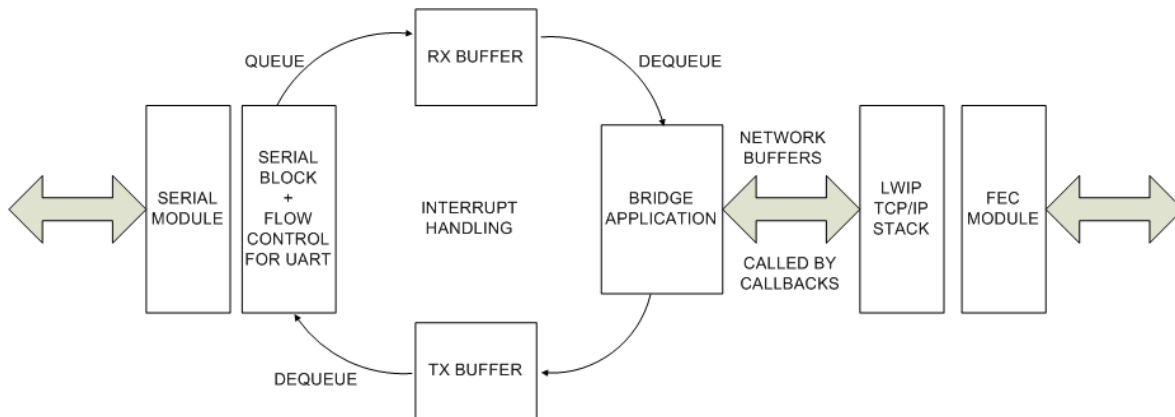 RX BUFFER
QUEUE
DEQUEUE
SERIAL
MODULE
SERIAL
BLOCK
+
FLOW
CONTROL
FOR UART
INTERRUPT
HANDLING
BRIDGE
APPLICATION
NETWORK
BUFFERS
CALLED BY
CALLBACKS
LWIP
TCP/IP
STACK
FEC
MODULE
DEQUEUE
TX BUFFER